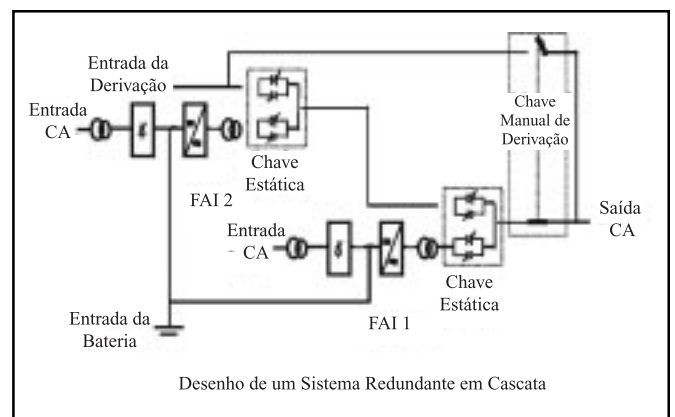 Entrada da
Derivação
Entrada
CA
Chave
Manual de
Derivação
Chave
Estática
FAI 2
Entrada
CA
Saída
CA
Chave
Estática
FAI 1
Entrada da
Bateria
Desenho de um Sistema Redundante em Cascata